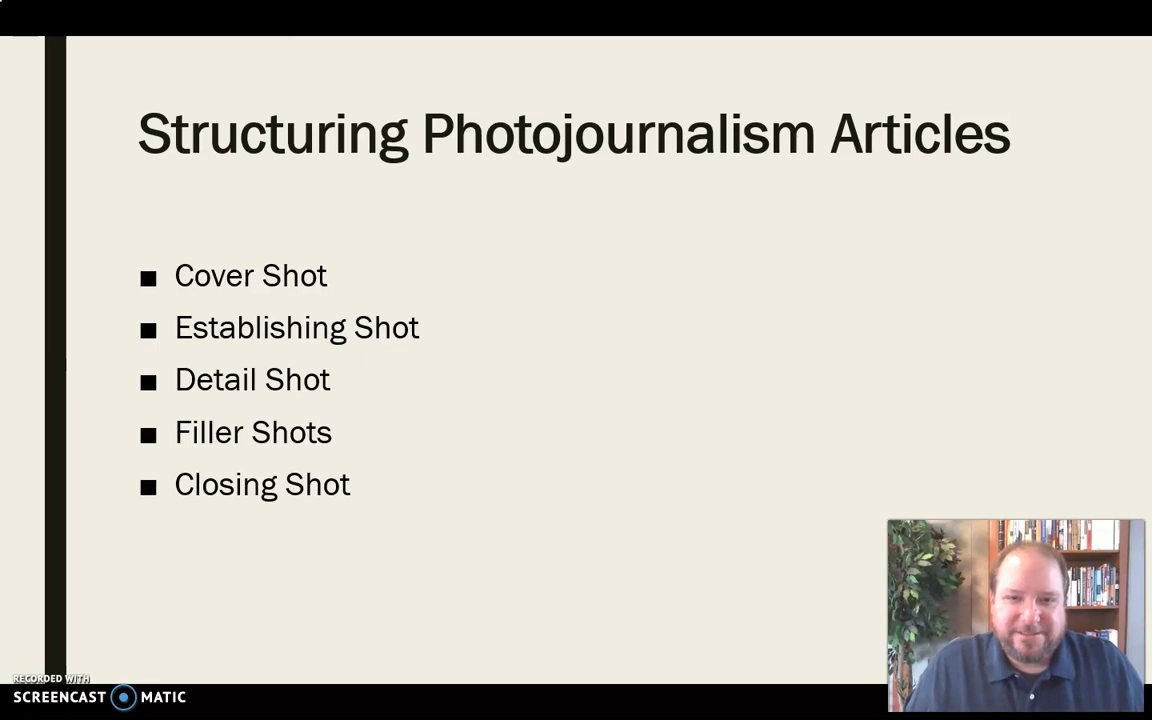 Structuring Photojournalism Articles
■ Cover Shot
■ Establishing Shot
■ Detail Shot
■ Filler Shots
■ Closing Shot
RECORDED WITH
SCREENCAST MATIC